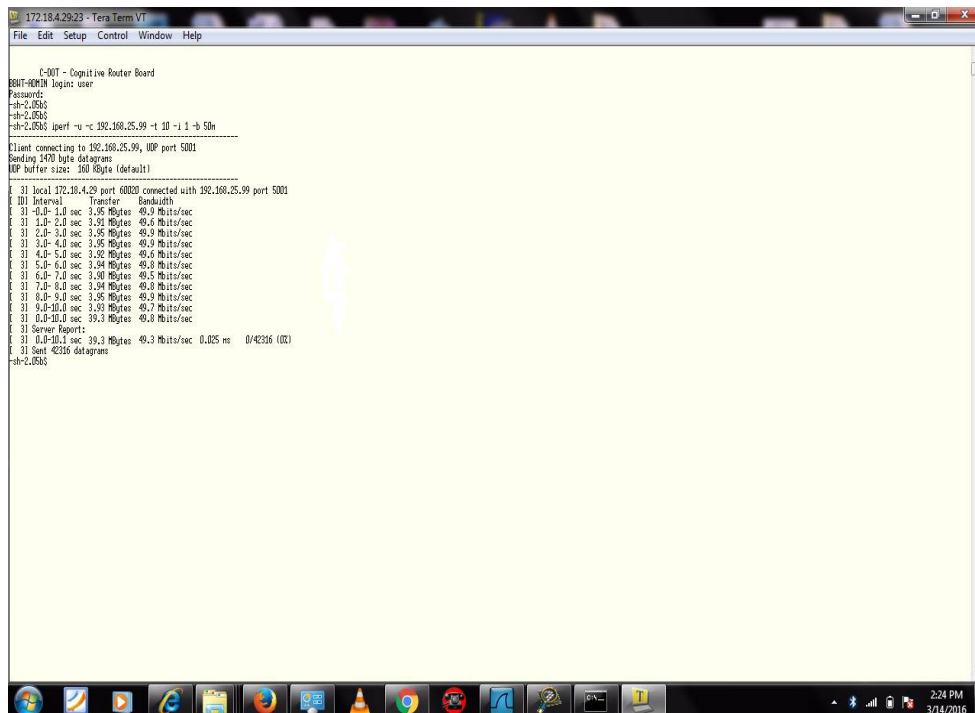 172.18.4.29:23 - Tera Term VT
File Edit Setup Control Window Help
C-DOT - Cognitive Router Board
BBWT-ADMIN login: user
Password:
-sh-2.05b$
-sh-2.05b$
-sh-2.05b$ iperf -u -c 192.168.25.99 -t 10 -i 1 -b 50m
------------------------------------------------------------
Client connecting to 192.168.25.99, UDP port 5001
Sending 1470 byte datagrams
UDP buffer size: 160 KByte (default)
------------------------------------------------------------
[ 3] local 172.18.4.29 port 60020 connected with 192.168.25.99 port 5001
[ ID] Interval Transfer Bandwidth
[ 3] -0.0- 1.0 sec 3.95 MBytes 49.9 Mbits/sec
[ 3] 1.0- 2.0 sec 3.91 MBytes 49.6 Mbits/sec
[ 3] 2.0- 3.0 sec 3.95 MBytes 49.9 Mbits/sec
[ 3] 3.0- 4.0 sec 3.95 MBytes 49.9 Mbits/sec
[ 3] 4.0- 5.0 sec 3.92 MBytes 49.6 Mbits/sec
[ 3] 5.0- 6.0 sec 3.94 MBytes 49.8 Mbits/sec
[ 3] 6.0- 7.0 sec 3.90 MBytes 49.5 Mbits/sec
[ 3] 7.0- 8.0 sec 3.94 MBytes 49.8 Mbits/sec
[ 3] 8.0- 9.0 sec 3.95 MBytes 49.9 Mbits/sec
[ 3] 9.0-10.0 sec 3.93 MBytes 49.7 Mbits/sec
[ 3] 0.0-10.0 sec 39.3 MBytes 49.8 Mbits/sec
[ 3] Server Report:
[ 3] 0.0-10.1 sec 39.3 MBytes 49.3 Mbits/sec 0.025 ms 0/42316 (0%)
[ 3] Sent 42316 datagrams
-sh-2.05b$
2:24 PM
3/14/2016